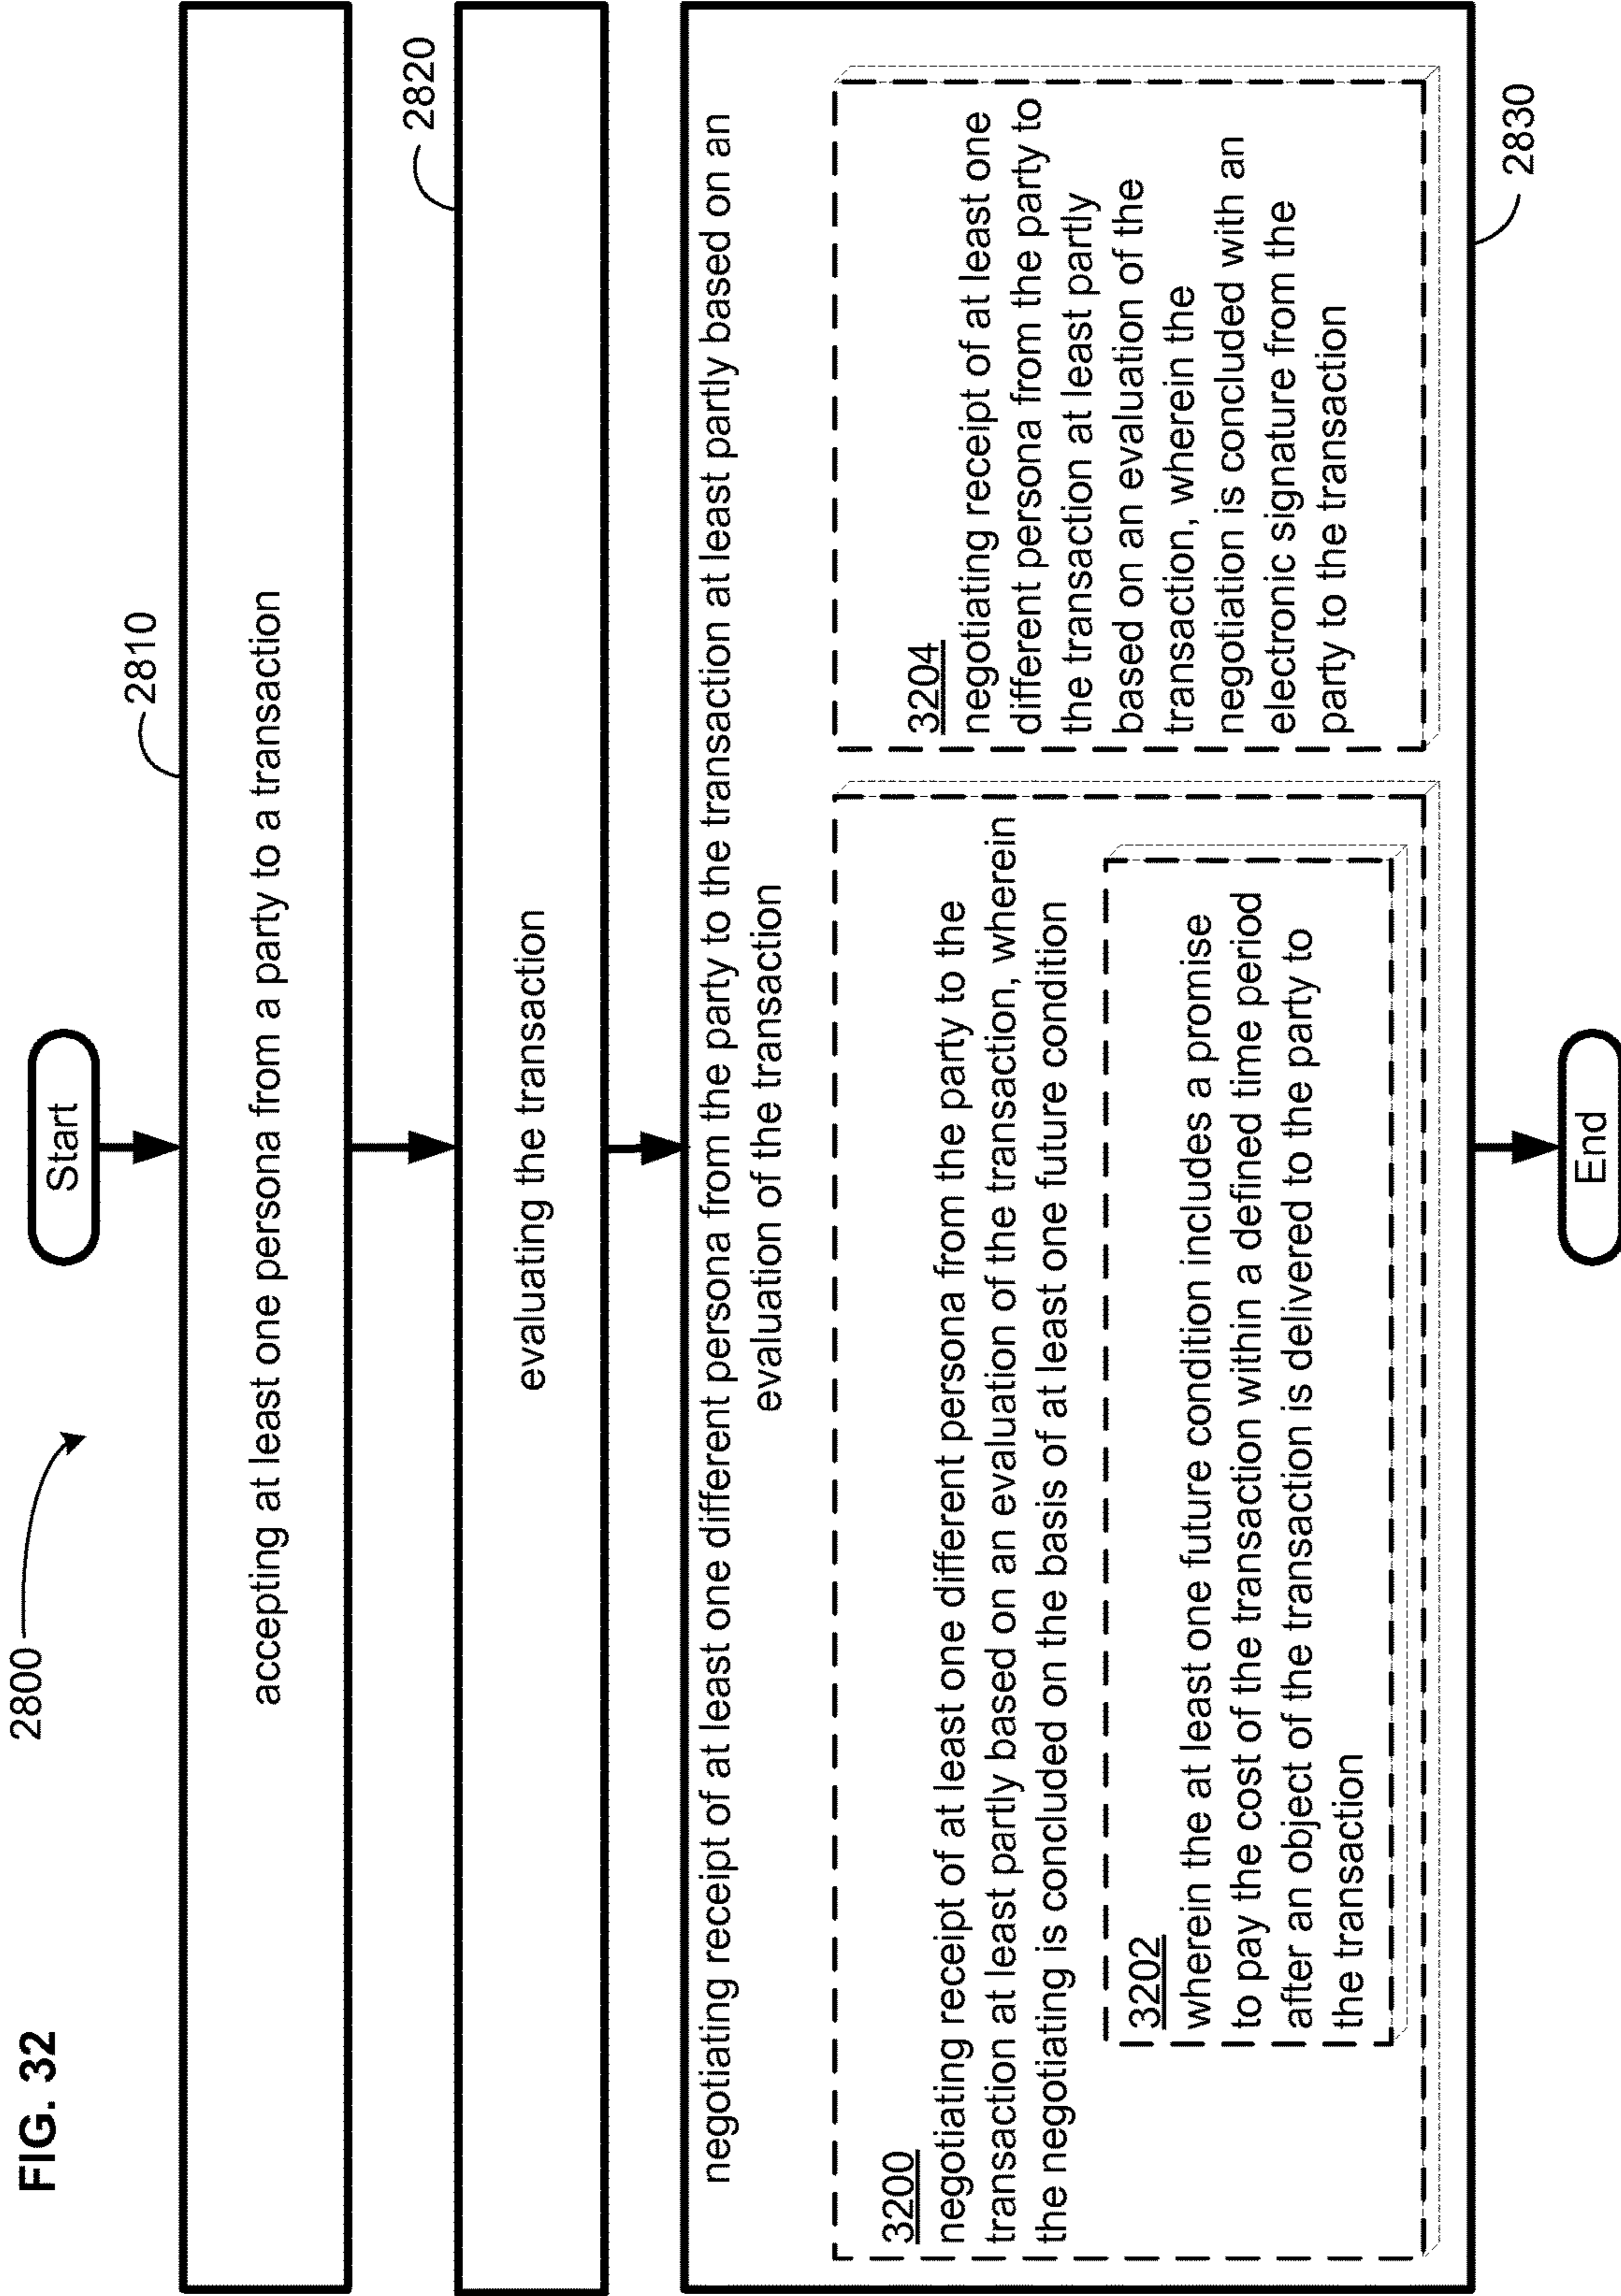 FIG. 32
2800
Start
2810
accepting at least one persona from a party to a transaction
2820
evaluating the transaction
negotiating receipt of at least one different persona from the party to the transaction at least partly based on an
evaluation of the transaction
3200
negotiating receipt of at least one different persona from the party to the
transaction at least partly based on an evaluation of the transaction, wherein
the negotiating is concluded on the basis of at least one future condition
3202
wherein the at least one future condition includes a promise
to pay the cost of the transaction within a defined time period
after an object of the transaction is delivered to the party to
the transaction
3204
negotiating receipt of at least one
different persona from the party to
the transaction at least partly
based on an evaluation of the
transaction, wherein the
negotiation is concluded with an
electronic signature from the
party to the transaction
2830
End